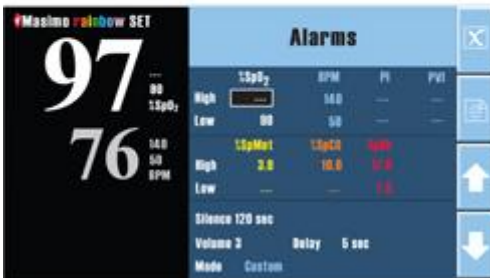 Masimo rainbow SET
Alarms
97
---
90
%SpO₂
76
140
50
BPM
%SpO₂ BPM PI PVI
High --- 140 --- ---
Low 90 50 --- ---
%SpMet %SpCO SpHb
High 3.0 10.0 17.0
Low --- --- 7.0
Silence 120 sec
Volume 3 Delay 5 sec
Mode Custom